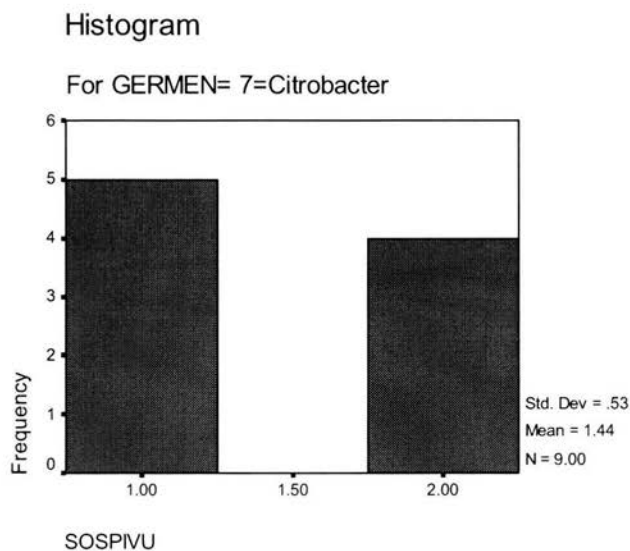 Histogram
For GERMEN= 7=Citrobacter
6
5
4
3
2
1
0
Frequency
1.00
1.50
2.00
Std. Dev = .53
Mean = 1.44
N = 9.00
SOSPIVU